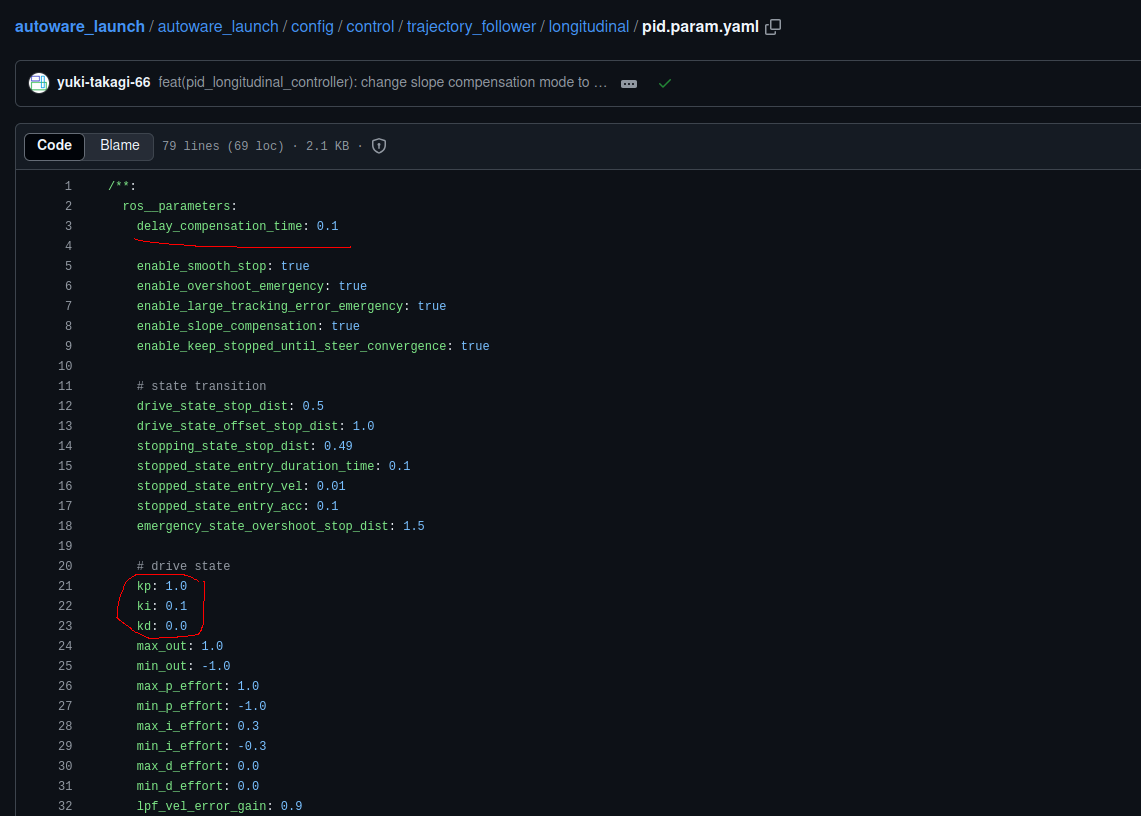 autoware_launch / autoware_launch / config / control / trajectory_follower / longitudinal / pid.param.yaml
yuki-takagi-66 feat(pid_longitudinal_controller): change slope compensation mode to …
Code Blame 79 lines (69 loc) · 2.1 KB ·
1 /**:
2 ros__parameters:
3 delay_compensation_time: 0.1
4
5 enable_smooth_stop: true
6 enable_overshoot_emergency: true
7 enable_large_tracking_error_emergency: true
8 enable_slope_compensation: true
9 enable_keep_stopped_until_steer_convergence: true
10
11 # state transition
12 drive_state_stop_dist: 0.5
13 drive_state_offset_stop_dist: 1.0
14 stopping_state_stop_dist: 0.49
15 stopped_state_entry_duration_time: 0.1
16 stopped_state_entry_vel: 0.01
17 stopped_state_entry_acc: 0.1
18 emergency_state_overshoot_stop_dist: 1.5
19
20 # drive state
21 kp: 1.0
22 ki: 0.1
23 kd: 0.0
24 max_out: 1.0
25 min_out: -1.0
26 max_p_effort: 1.0
27 min_p_effort: -1.0
28 max_i_effort: 0.3
29 min_i_effort: -0.3
30 max_d_effort: 0.0
31 min_d_effort: 0.0
32 lpf_vel_error_gain: 0.9